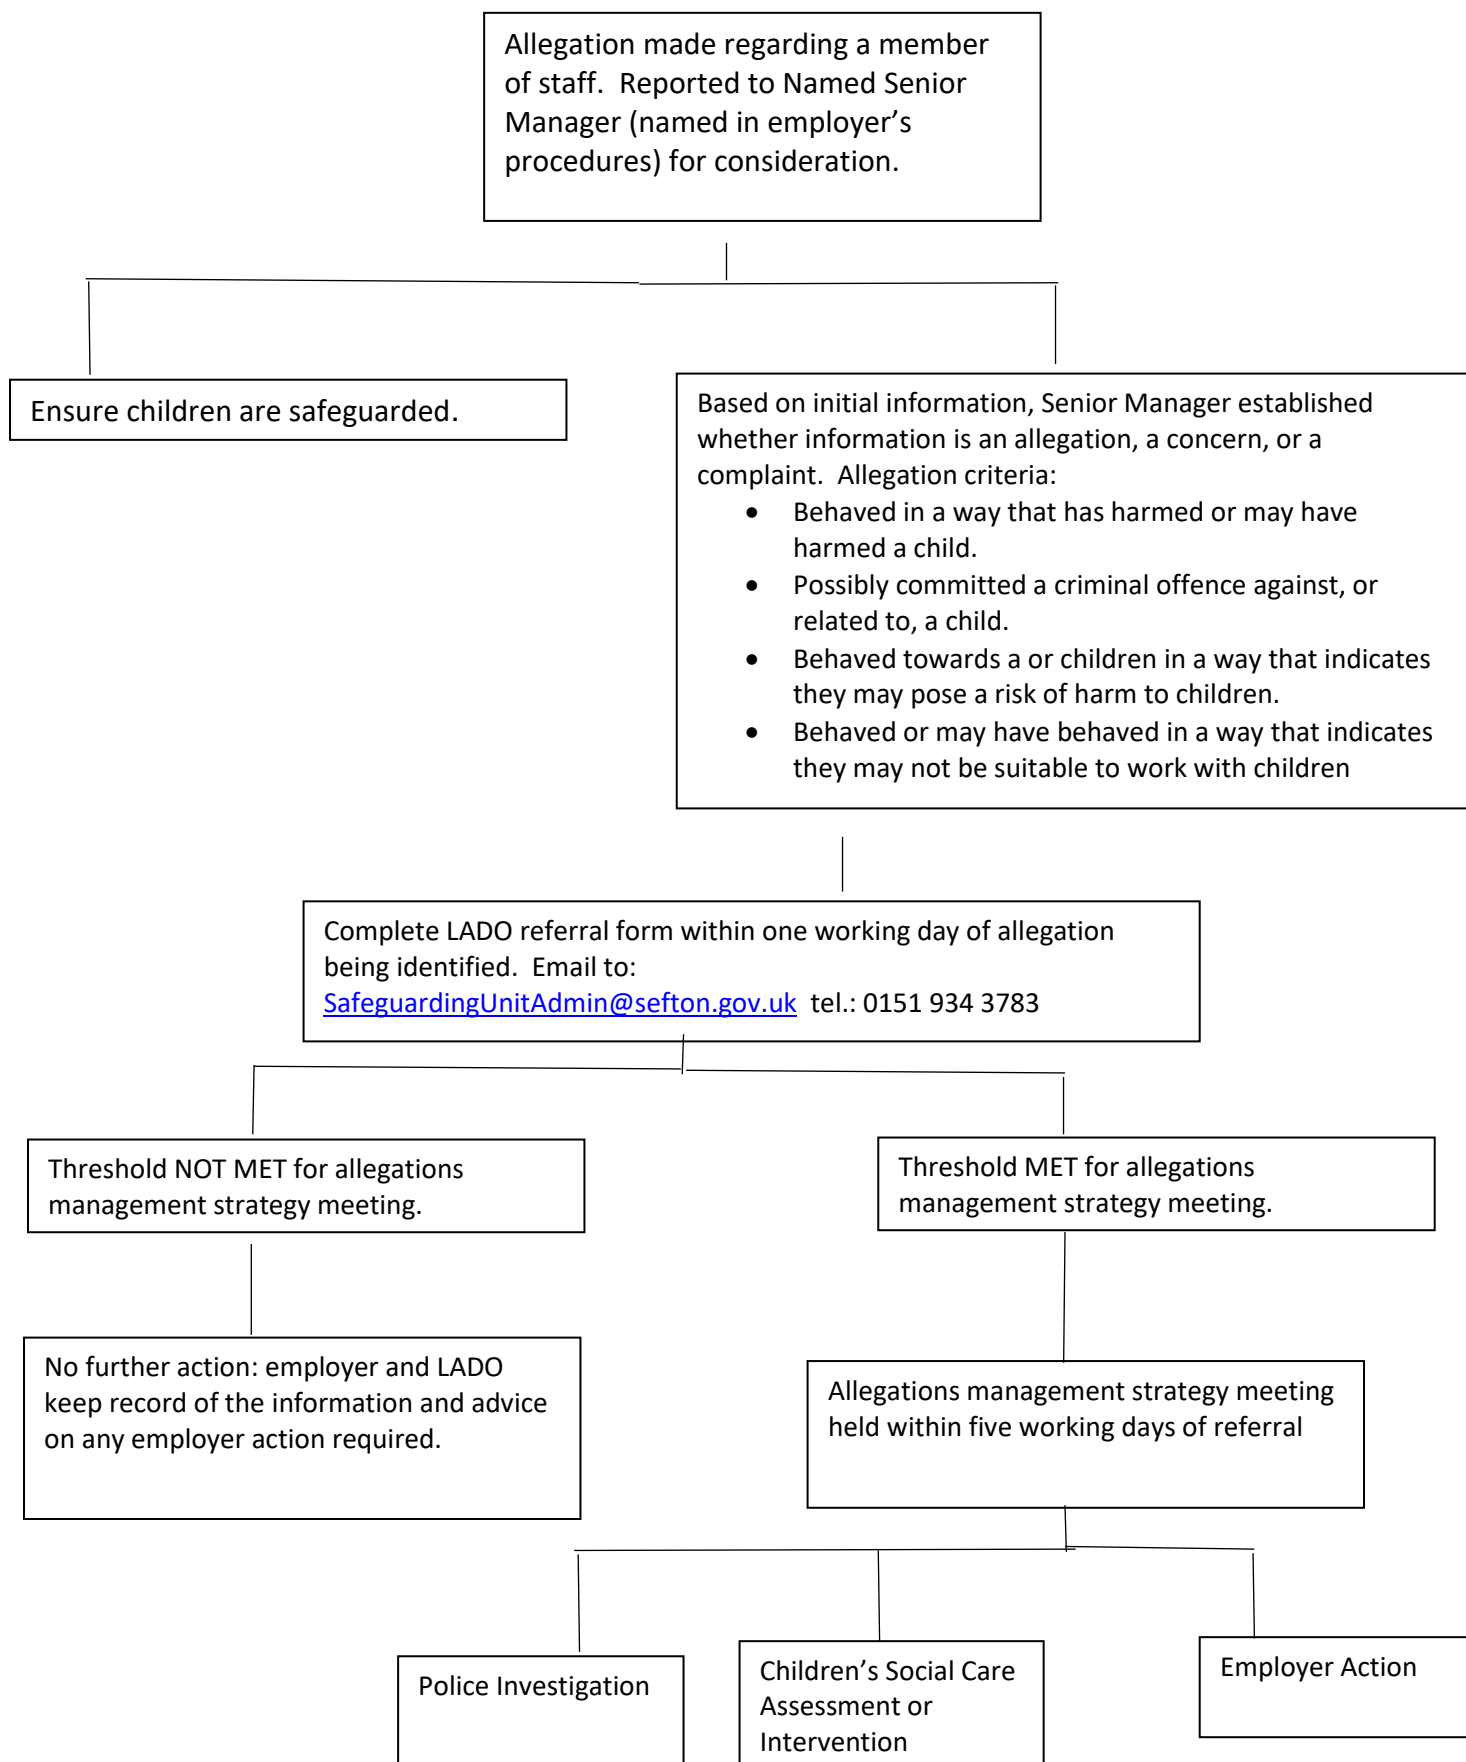 Allegation made regarding a member
of staff.  Reported to Named Senior
Manager (named in employer’s
procedures) for consideration.
Ensure children are safeguarded.
Based on initial information, Senior Manager established
whether information is an allegation, a concern, or a
complaint.  Allegation criteria:
• Behaved in a way that has harmed or may have
harmed a child.
• Possibly committed a criminal offence against, or
related to, a child.
• Behaved towards a or children in a way that indicates
they may pose a risk of harm to children.
• Behaved or may have behaved in a way that indicates
they may not be suitable to work with children
Complete LADO referral form within one working day of allegation
being identified.  Email to:
SafeguardingUnitAdmin@sefton.gov.uk  tel.: 0151 934 3783
Threshold NOT MET for allegations
management strategy meeting.
Threshold MET for allegations
management strategy meeting.
No further action: employer and LADO
keep record of the information and advice
on any employer action required.
Allegations management strategy meeting
held within five working days of referral
Police Investigation
Children’s Social Care
Assessment or
Intervention
Employer Action